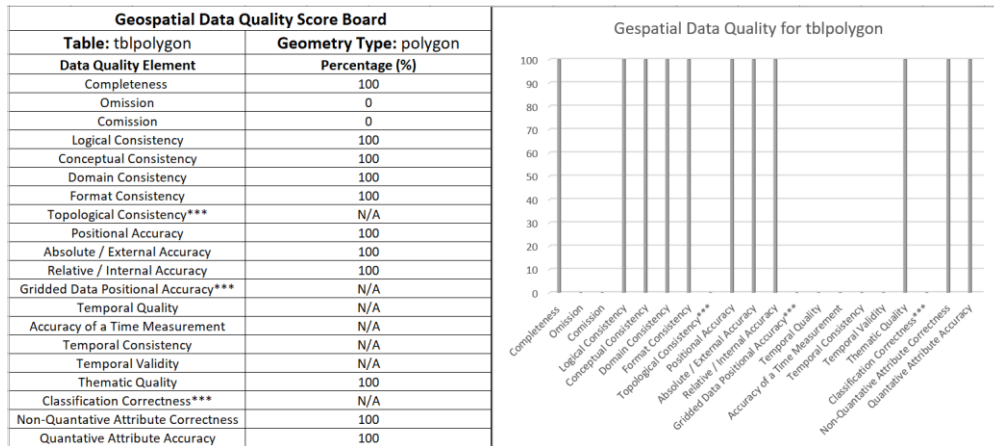 Geospatial Data Quality Score Board
Table: tblpolygon Geometry Type: polygon
Data Quality Element Percentage (%)
Completeness 100
Omission 0
Comission 0
Logical Consistency 100
Conceptual Consistency 100
Domain Consistency 100
Format Consistency 100
Topological Consistency*** N/A
Positional Accuracy 100
Absolute / External Accuracy 100
Relative / Internal Accuracy 100
Gridded Data Positional Accuracy*** N/A
Temporal Quality N/A
Accuracy of a Time Measurement N/A
Temporal Consistency N/A
Temporal Validity N/A
Thematic Quality 100
Classification Correctness*** N/A
Non-Quantative Attribute Correctness 100
Quantative Attribute Accuracy 100
Gespatial Data Quality for tblpolygon
100
90
80
70
60
50
40
30
20
10
0
Completeness
Omission
Comission
Logical Consistency
Conceptual Consistency
Domain Consistency
Format Consistency
Topological Consistency***
Positional Accuracy
Absolute / External Accuracy
Relative / Internal Accuracy
Gridded Data Positional Accuracy***
Temporal Quality
Accuracy of a Time Measurement
Temporal Consistency
Temporal Validity
Thematic Quality
Classification Correctness***
Non-Quantative Attribute Correctness
Quantative Attribute Accuracy